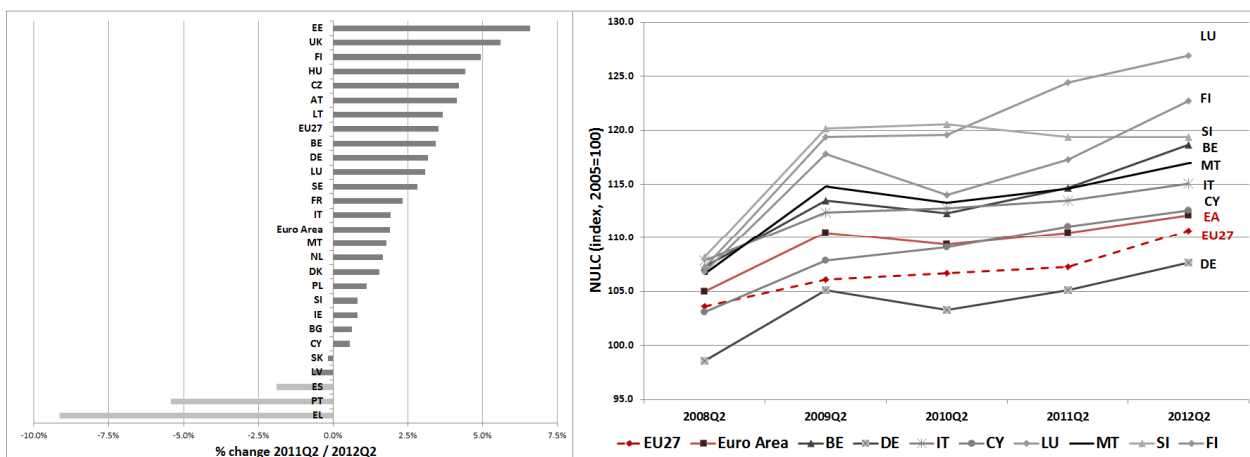 EE
UK
FI
HU
CZ
AT
LT
EU27
BE
DE
LU
SE
FR
IT
Euro Area
MT
NL
DK
PL
SI
IE
BG
CY
SK
LV
ES
PT
EL
-10.0% -7.5% -5.0% -2.5% 0.0% 2.5% 5.0% 7.5%
% change 2011Q2 / 2012Q2
NULC (index, 2005=100)
130.0
125.0
120.0
115.0
110.0
105.0
100.0
95.0
LU
FI
SI
BE
MT
IT
CY
EA
EU27
DE
2008Q2 2009Q2 2010Q2 2011Q2 2012Q2
EU27 Euro Area BE DE IT CY LU MT SI FI